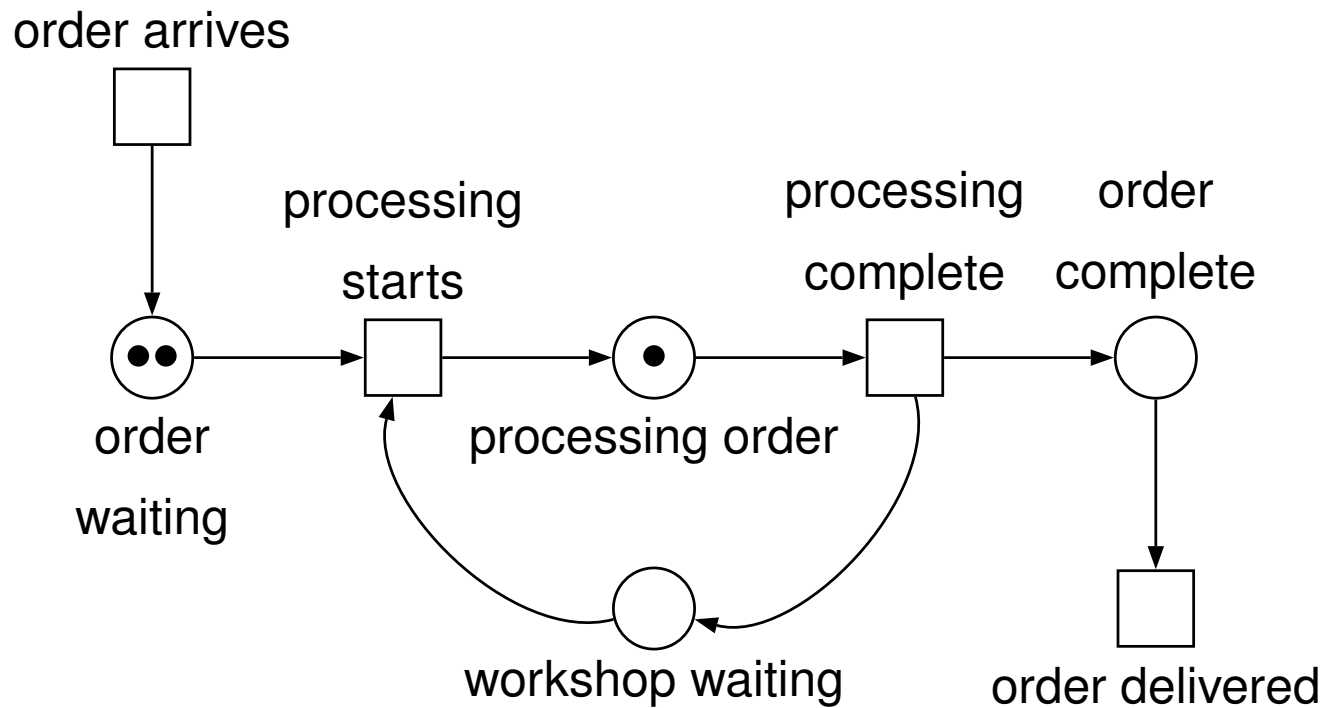 order arrives
processing
starts
processing
complete
order
complete
order
waiting
processing order
workshop waiting
order delivered